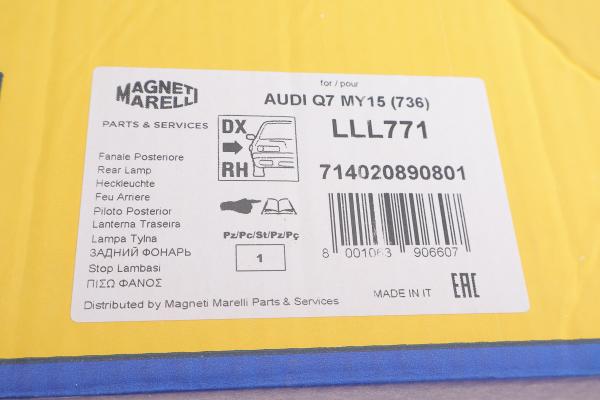 MAGNETI
MARELLI
PARTS & SERVICES
Fanale Posteriore
Rear Lamp
Heckleuchte
Feu Arriere
Piloto Posterior
Lanterna Traseira
Lampa Tylna
ЗАДНИЙ ФОНАРЬ
Stop Lambası
ΠΙΣΩ ΦΑΝΟΣ
Distributed by Magneti Marelli Parts & Services
DX
RH
Pz/Pc/St/Pz/Pç
1
for / pour
AUDI Q7 MY15 (736)
LLL771
714020890801
8 001063 906607
MADE IN IT
EAC